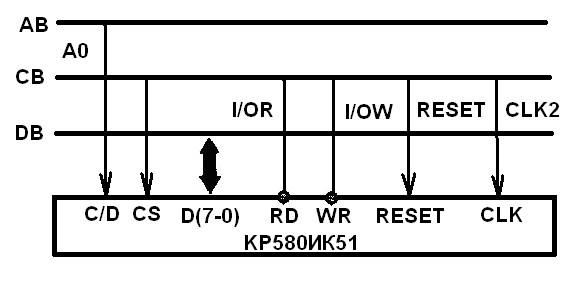 AB
A0
CB
I/OR I/OW RESET CLK2
DB
C/D CS D(7-0) RD WR RESET CLK
КР580ИК51